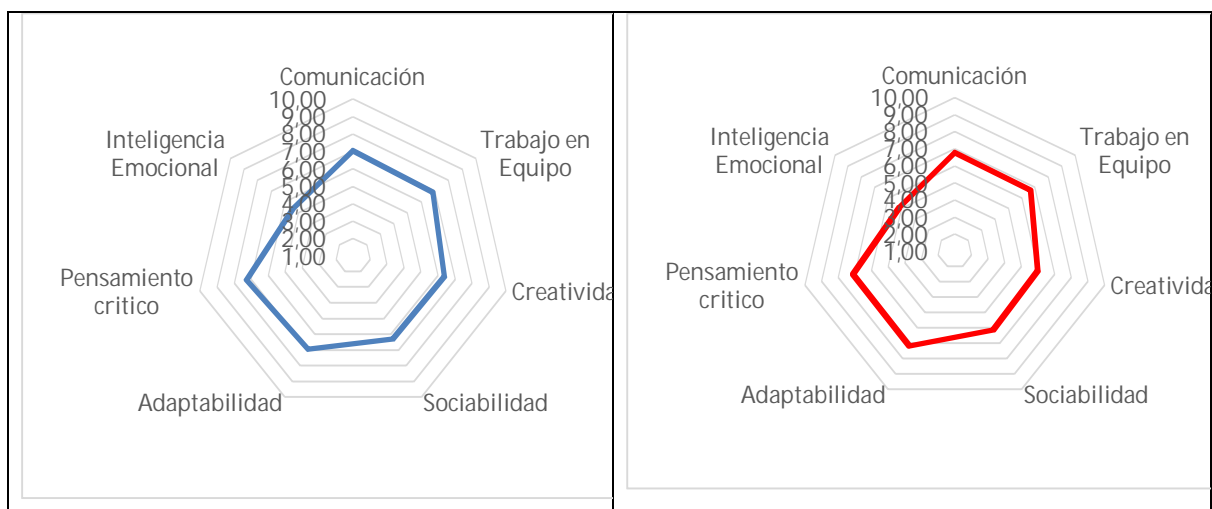 Comunicación
10,00
9,00
8,00
7,00
6,00
5,00
4,00
3,00
2,00
1,00
Inteligencia
Emocional
Trabajo en
Equipo
Pensamiento
critico
Creativida
Adaptabilidad
Sociabilidad
Comunicación
10,00
9,00
8,00
7,00
6,00
5,00
4,00
3,00
2,00
1,00
Inteligencia
Emocional
Trabajo en
Equipo
Pensamiento
critico
Creativida
Adaptabilidad
Sociabilidad